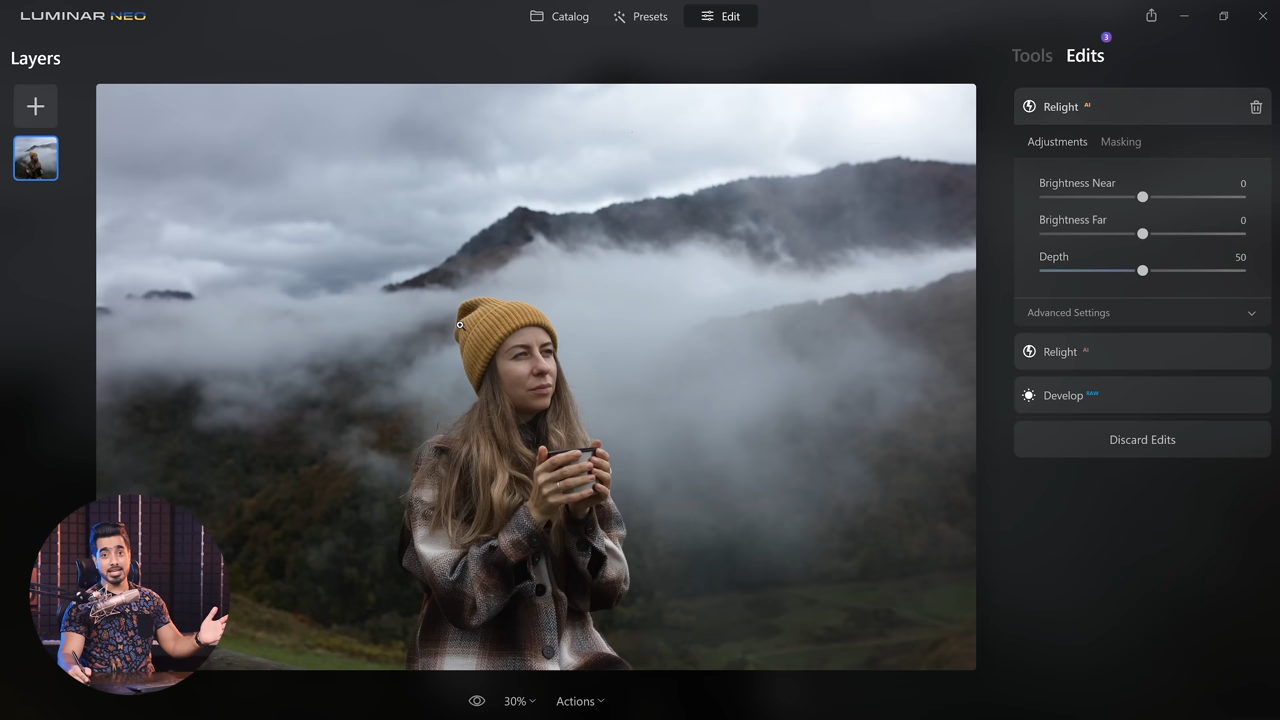 LUMINAR NEO
Catalog
Presets
Edit
Layers
Tools
Edits
3
Relight AI
Adjustments
Masking
Brightness Near
0
Brightness Far
0
Depth
50
Advanced Settings
Relight AI
Develop RAW
Discard Edits
30%
Actions